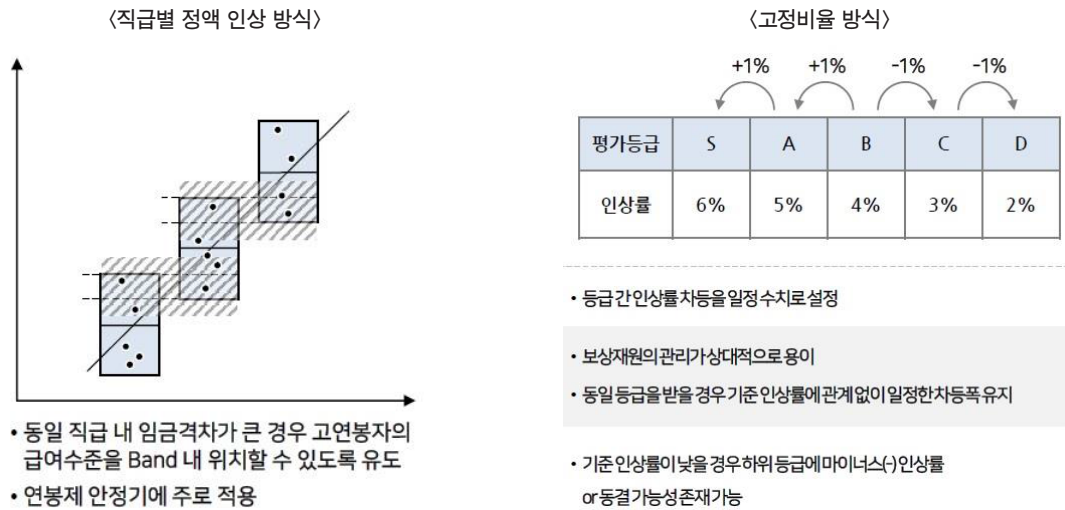 〈직급별 정액 인상 방식〉
• 동일 직급 내 임금격차가 큰 경우 고연봉자의
급여수준을 Band 내 위치할 수 있도록 유도
• 연봉제 안정기에 주로 적용
〈고정비율 방식〉
+1% +1% -1% -1%
평가등급 S A B C D
인상률 6% 5% 4% 3% 2%
• 등급 간 인상률 차등을 일정 수치로 설정
• 보상재원의 관리가 상대적으로 용이
• 동일 등급을 받을 경우 기준 인상률에 관계 없이 일정한 차등폭 유지
• 기준 인상률이 낮을 경우 하위 등급에 마이너스(-) 인상률
or 동결 가능성 존재 가능